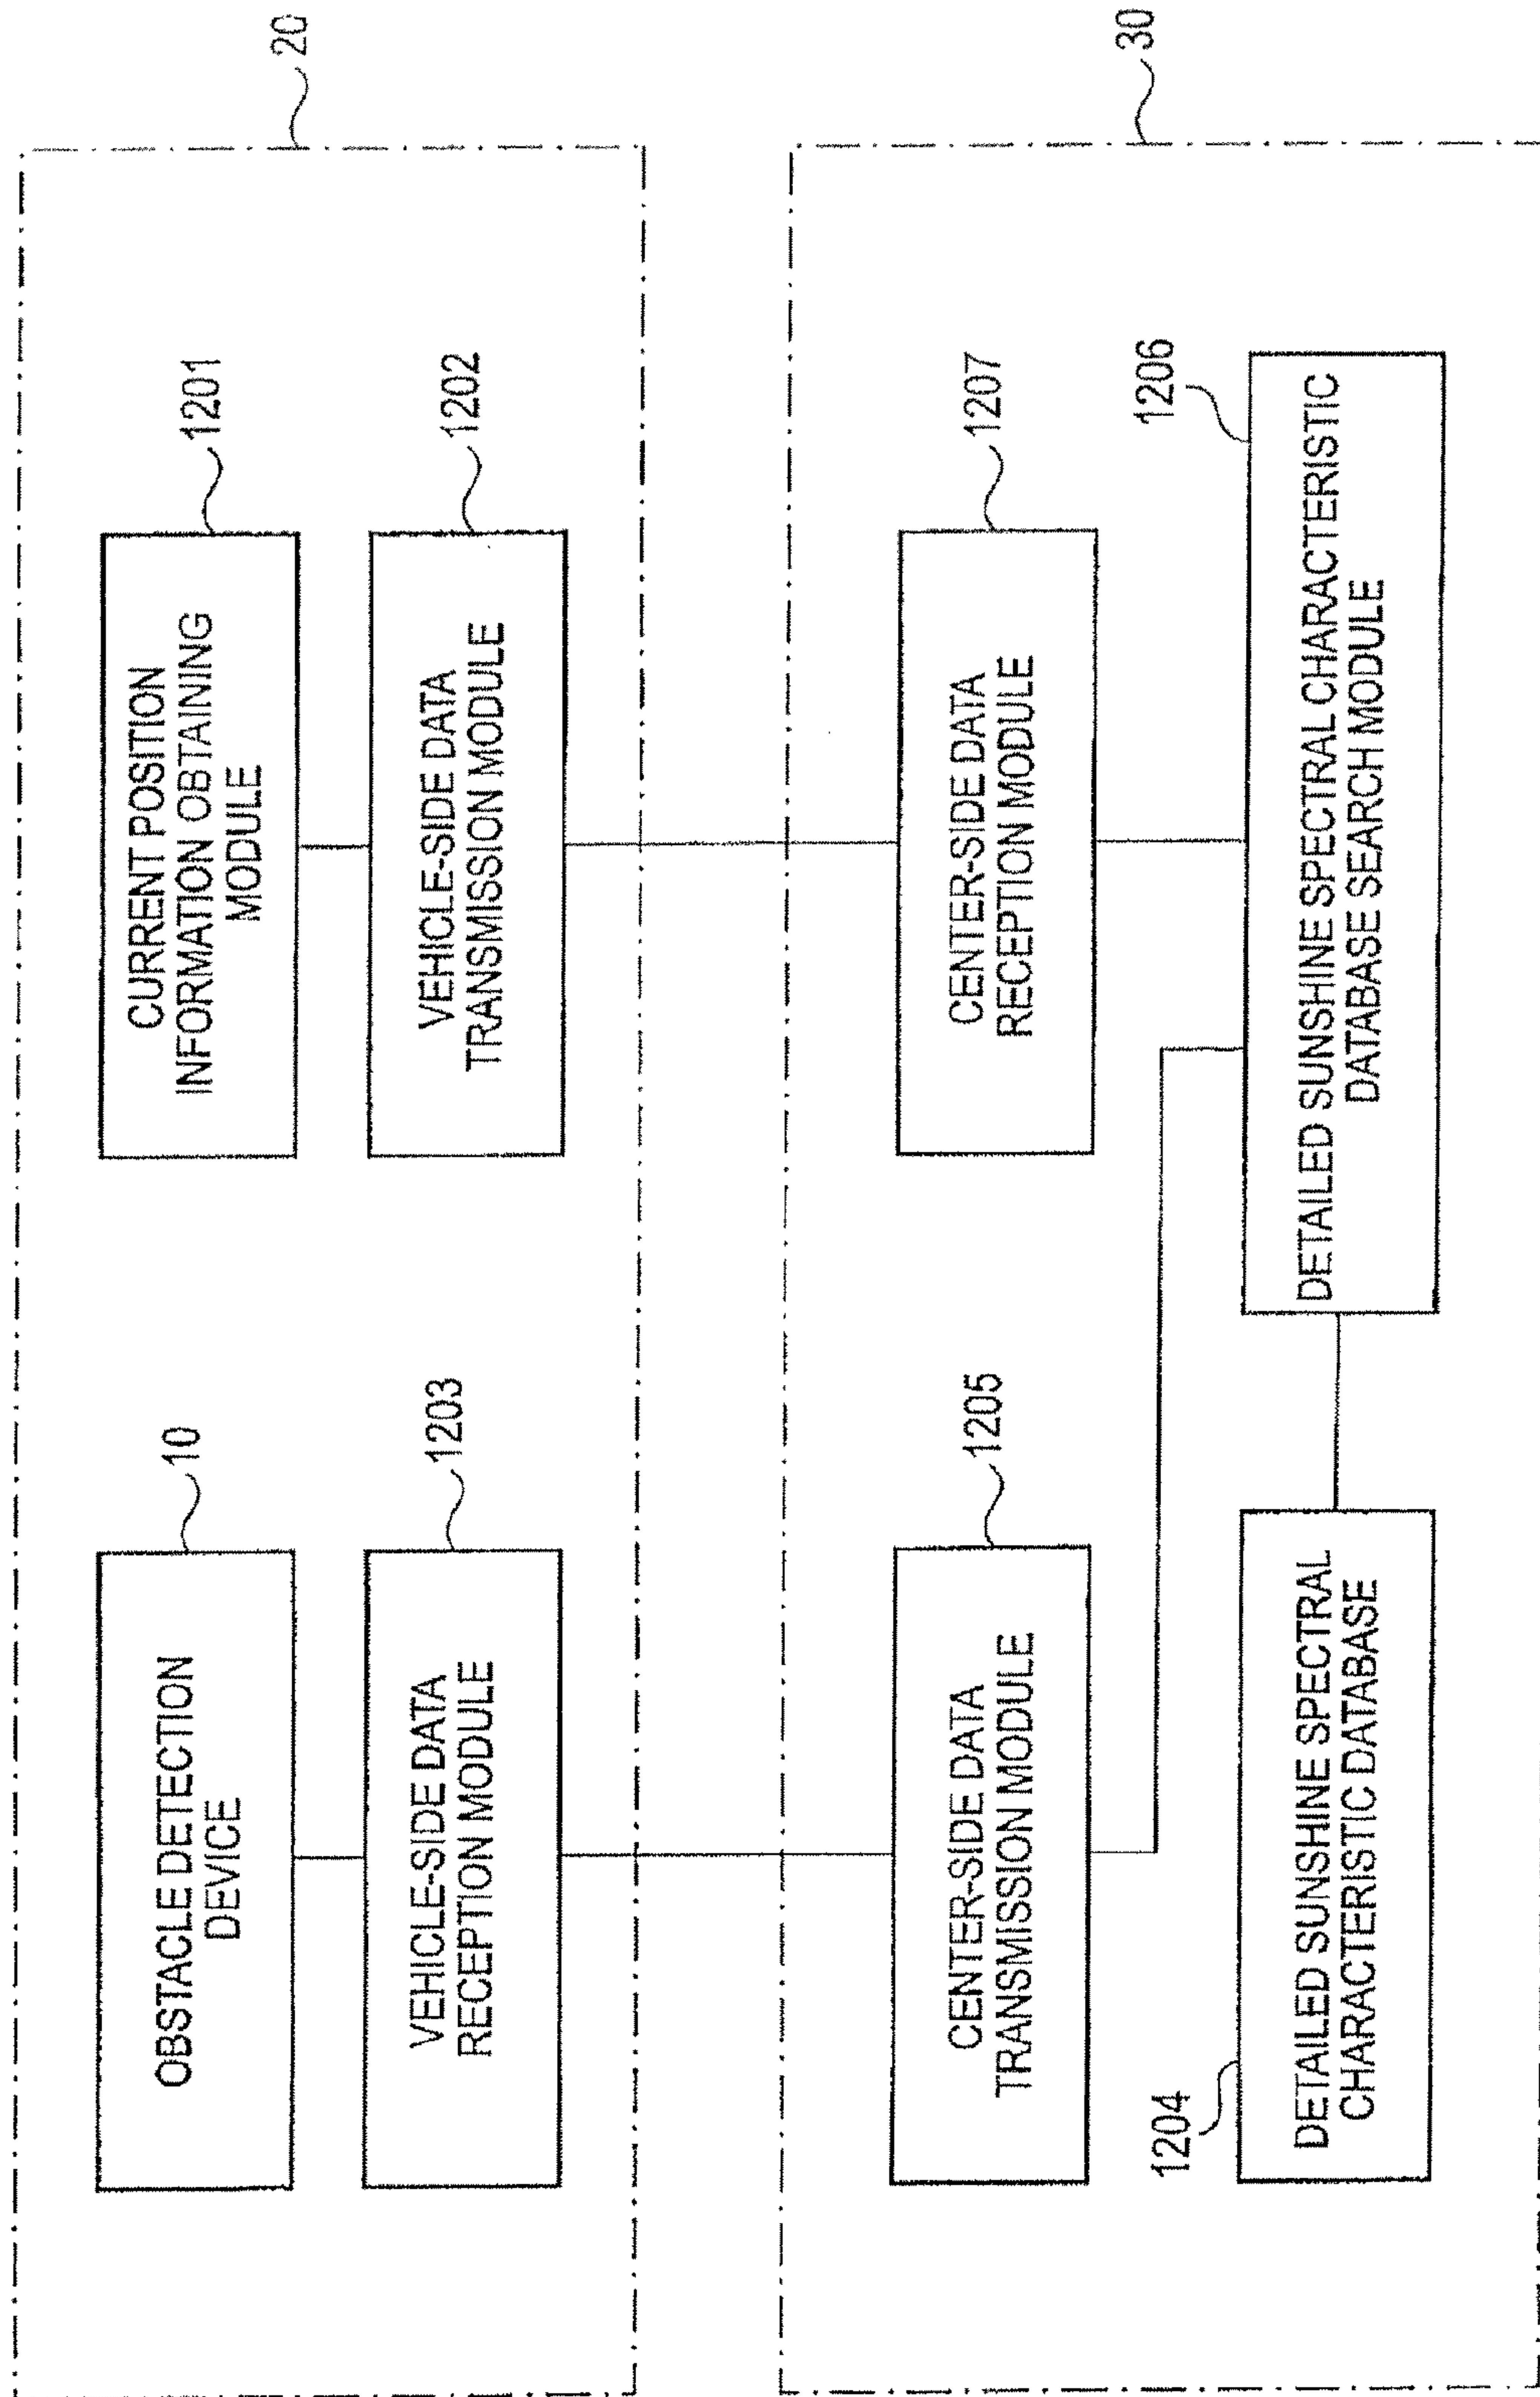 20
OBSTACLE DETECTION
DEVICE
10
CURRENT POSITION
INFORMATION OBTAINING
MODULE
1201
VEHICLE-SIDE DATA
RECEPTION MODULE
1203
VEHICLE-SIDE DATA
TRANSMISSION MODULE
1202
30
CENTER-SIDE DATA
TRANSMISSION MODULE
1205
CENTER-SIDE DATA
RECEPTION MODULE
1207
1204
DETAILED SUNSHINE SPECTRAL
CHARACTERISTIC DATABASE
1206
DETAILED SUNSHINE SPECTRAL CHARACTERISTIC
DATABASE SEARCH MODULE